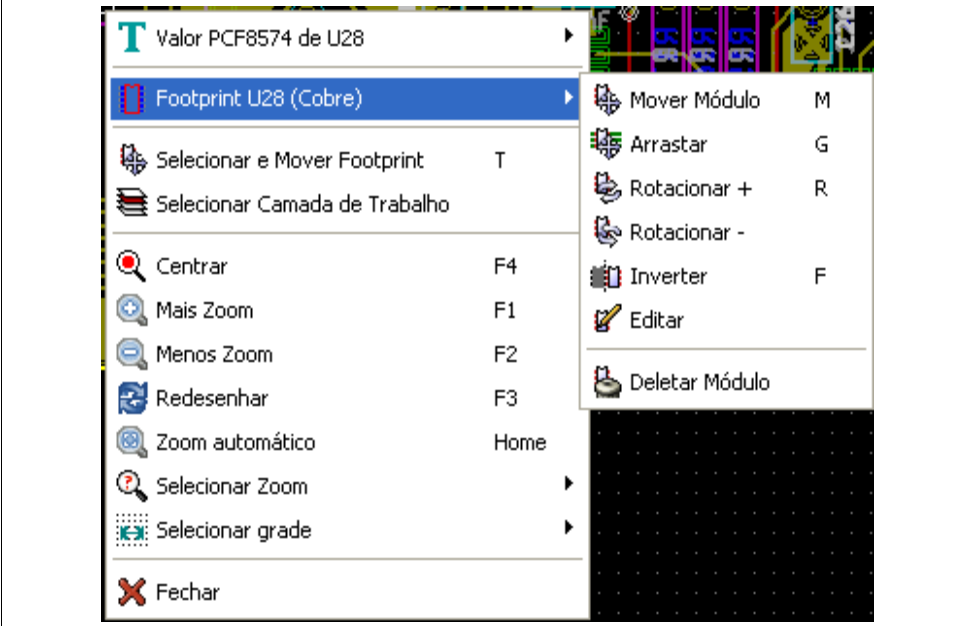 Valor PCF8574 de U28
Footprint U28 (Cobre)
Selecionar e Mover Footprint T
Selecionar Camada de Trabalho
Centrar F4
Mais Zoom F1
Menos Zoom F2
Redesenhar F3
Zoom automático Home
Selecionar Zoom
Selecionar grade
Fechar
Mover Módulo M
Arrastar G
Rotacionar + R
Rotacionar -
Inverter F
Editar
Deletar Módulo